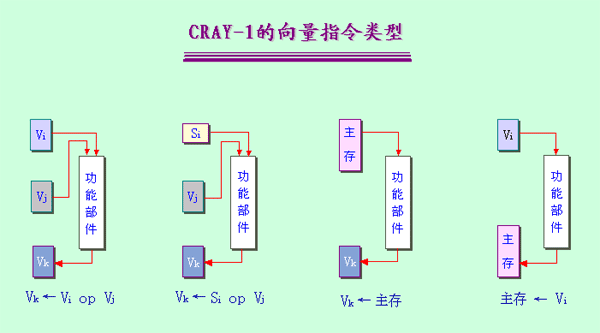 CRAY-1的向量指令类型
Vi
Vj
功能部件
Vk
Vk ← Vi op Vj
Si
Vj
功能部件
Vk
Vk ← Si op Vj
主存
功能部件
Vk
Vk ← 主存
Vi
功能部件
主存
主存 ← Vi